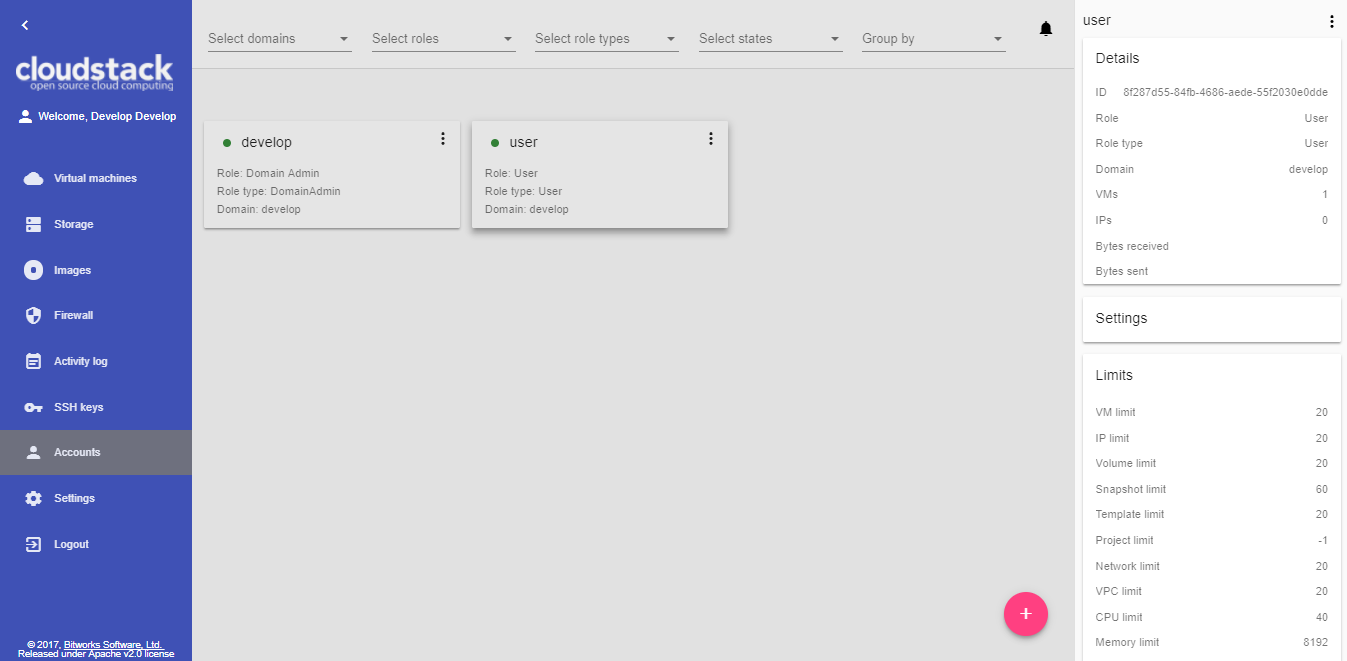 cloudstack
open source cloud computing
Welcome, Develop Develop
Virtual machines
Storage
Images
Firewall
Activity log
SSH keys
Accounts
Settings
Logout
© 2017, Bitworks Software, Ltd.
Released under Apache v2.0 license
Select domains
Select roles
Select role types
Select states
Group by
develop
Role: Domain Admin
Role type: DomainAdmin
Domain: develop
user
Role: User
Role type: User
Domain: develop
user
Details
ID 8f287d55-84fb-4686-aede-55f2030e0dde
Role User
Role type User
Domain develop
VMs 1
IPs 0
Bytes received
Bytes sent
Settings
Limits
VM limit 20
IP limit 20
Volume limit 20
Snapshot limit 60
Template limit 20
Project limit -1
Network limit 20
VPC limit 20
CPU limit 40
Memory limit 8192